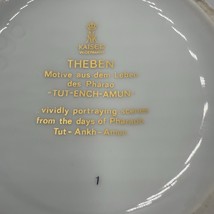 KAISER
THEBEN
Motive aus dem Leben
des Pharao
-TUT-ENCH-AMUN-
vividly portraying scenes
from the days of Pharaoh
Tut-Ankh-Amun
1